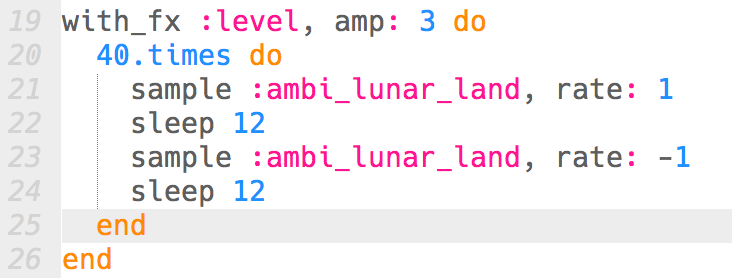 19 with_fx :level, amp: 3 do
20   40.times do
21     sample :ambi_lunar_land, rate: 1
22     sleep 12
23     sample :ambi_lunar_land, rate: -1
24     sleep 12
25   end
26 end